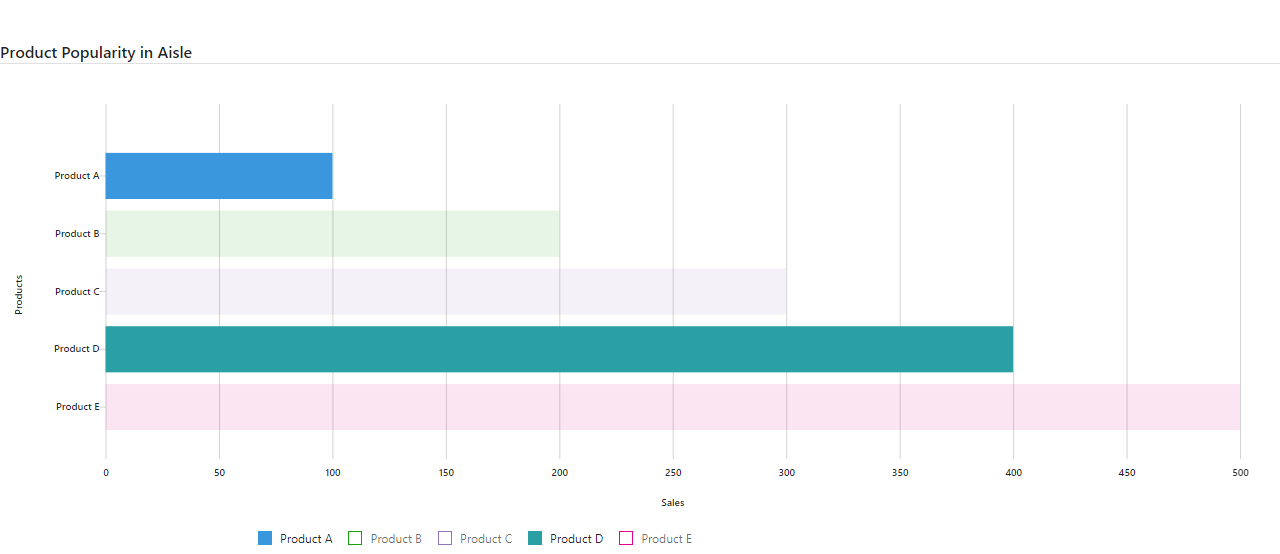 Product Popularity in Aisle
Product A
Product B
Product C
Product D
Product E
Products
0 50 100 150 200 250 300 350 400 450 500
Sales
Product A Product B Product C Product D Product E